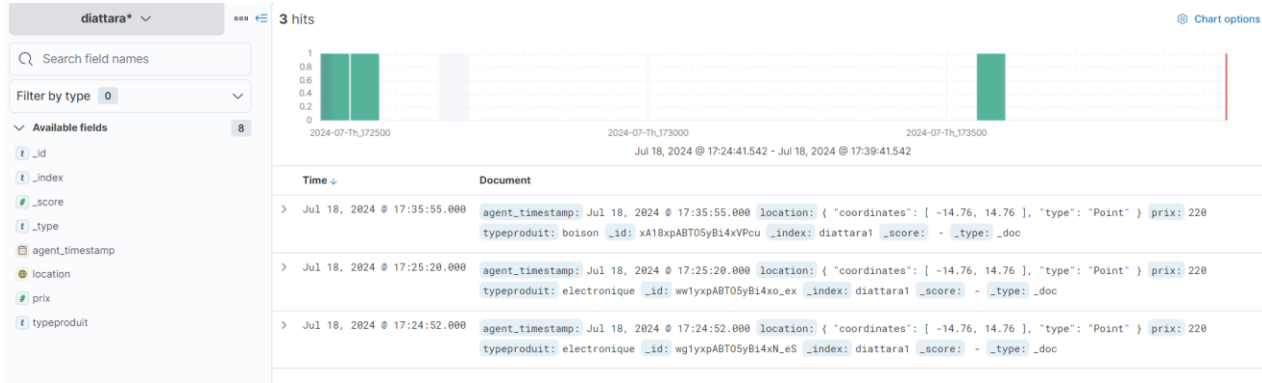 diattara*
Search field names
Filter by type 0
Available fields 8
t _id
t _index
# _score
t _type
agent_timestamp
location
# prix
t typeproduit
3 hits
Chart options
1
0.8
0.6
0.4
0.2
0
2024-07-Th_172500 2024-07-Th_173000 2024-07-Th_173500
Jul 18, 2024 @ 17:24:41.542 - Jul 18, 2024 @ 17:39:41.542
Time Document
Jul 18, 2024 @ 17:35:55.000 agent_timestamp: Jul 18, 2024 @ 17:35:55.000 location: { "coordinates": [ -14.76, 14.76 ], "type": "Point" } prix: 220
typeproduit: boison _id: xA18xpABTO5yBi4xVPcu _index: diattara1 _score: - _type: _doc
Jul 18, 2024 @ 17:25:20.000 agent_timestamp: Jul 18, 2024 @ 17:25:20.000 location: { "coordinates": [ -14.76, 14.76 ], "type": "Point" } prix: 220
typeproduit: electronique _id: ww1yxpABTO5yBi4xo_ex _index: diattara1 _score: - _type: _doc
Jul 18, 2024 @ 17:24:52.000 agent_timestamp: Jul 18, 2024 @ 17:24:52.000 location: { "coordinates": [ -14.76, 14.76 ], "type": "Point" } prix: 220
typeproduit: electronique _id: wg1yxpABTO5yBi4xN_eS _index: diattara1 _score: - _type: _doc